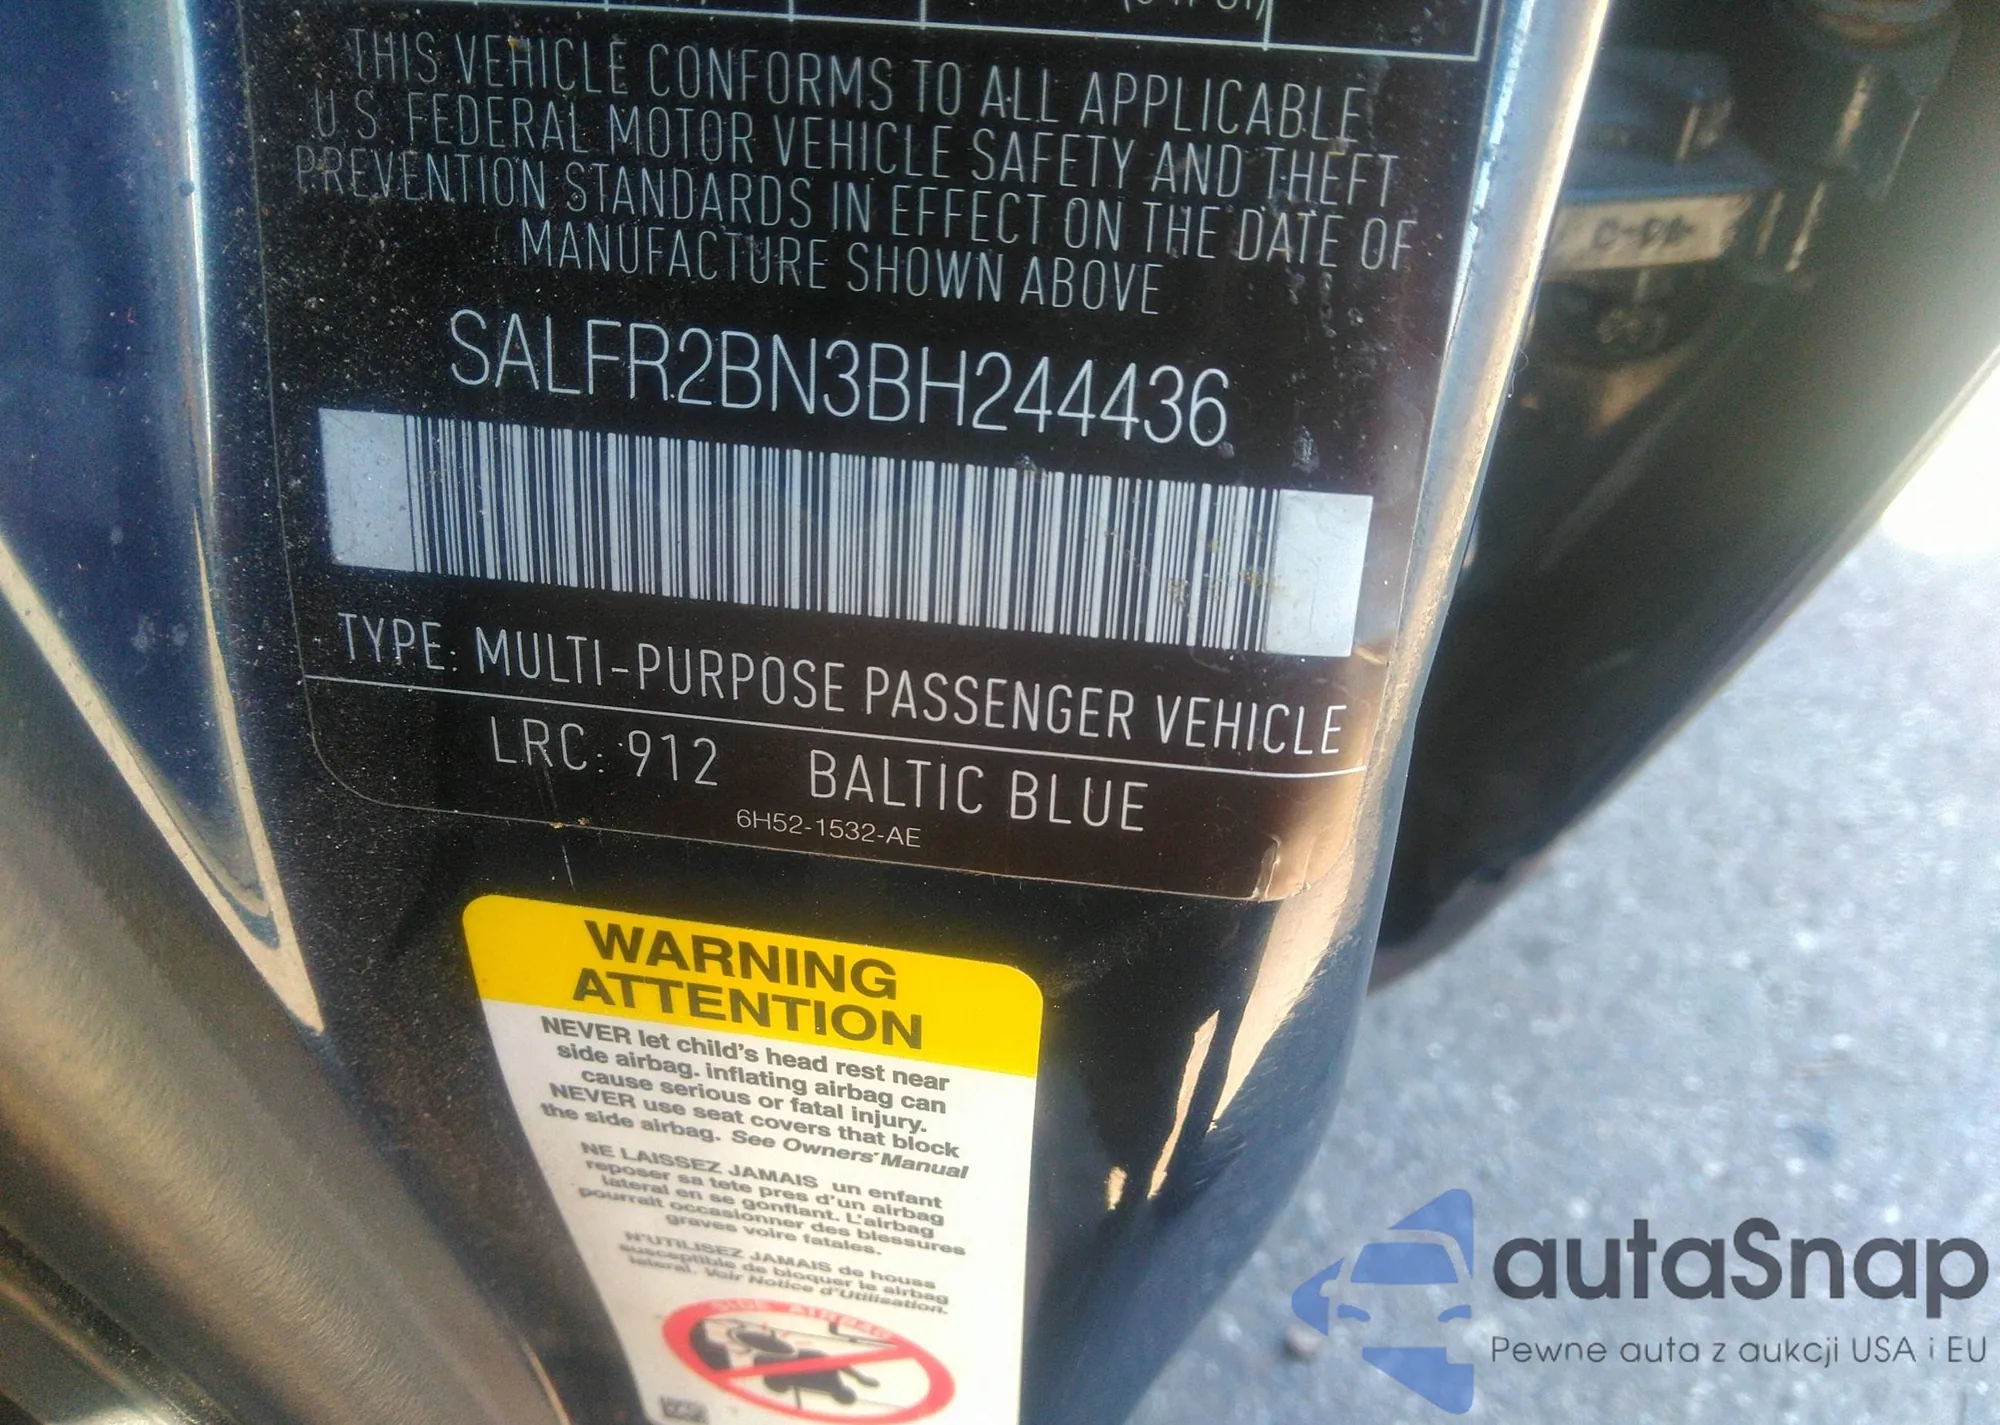 THIS VEHICLE CONFORMS TO ALL APPLICABLE
U.S. FEDERAL MOTOR VEHICLE SAFETY AND THEFT
PREVENTION STANDARDS IN EFFECT ON THE DATE OF
MANUFACTURE SHOWN ABOVE
SALFR2BN3BH244436
TYPE: MULTI-PURPOSE PASSENGER VEHICLE
LRC: 912 BALTIC BLUE
6H52-1532-AE
WARNING
ATTENTION
NEVER let child's head rest near
side airbag. inflating airbag can
cause serious or fatal injury.
NEVER use seat covers that block
the side airbag. See Owners' Manual
NE LAISSEZ JAMAIS un enfant
reposer sa tete pres d'un airbag
lateral en se gonflant. L'airbag
pourrait occasionner des blessures
graves voire fatales.
N'UTILISEZ JAMAIS de houss
susceptible de bloquer le airbag
lateral. Voir Notice d'Utilisation.
SIDE AIRBAG
autaSnap
Pewne auta z aukcji USA i EU